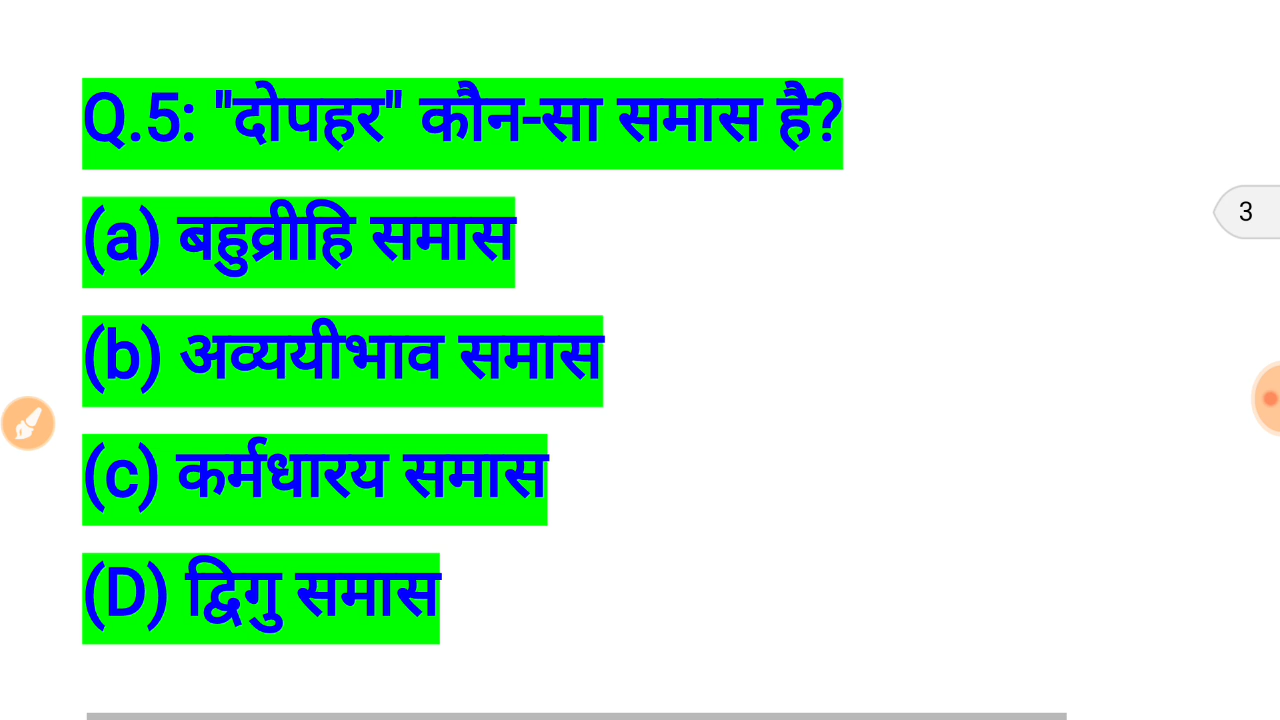 Q.5: "दोपहर" कौन-सा समास है?
(a) बहुव्रीहि समास
3
(b) अव्ययीभाव समास
(c) कर्मधारय समास
(D) द्विगु समास